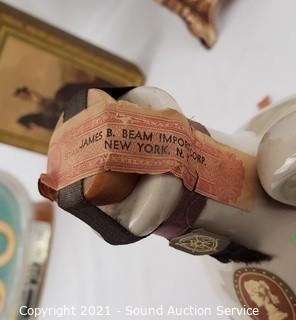 JAMES B. BEAM IMPORT CORP.
NEW YORK, N.
Copyright 2021 - Sound Auction Service